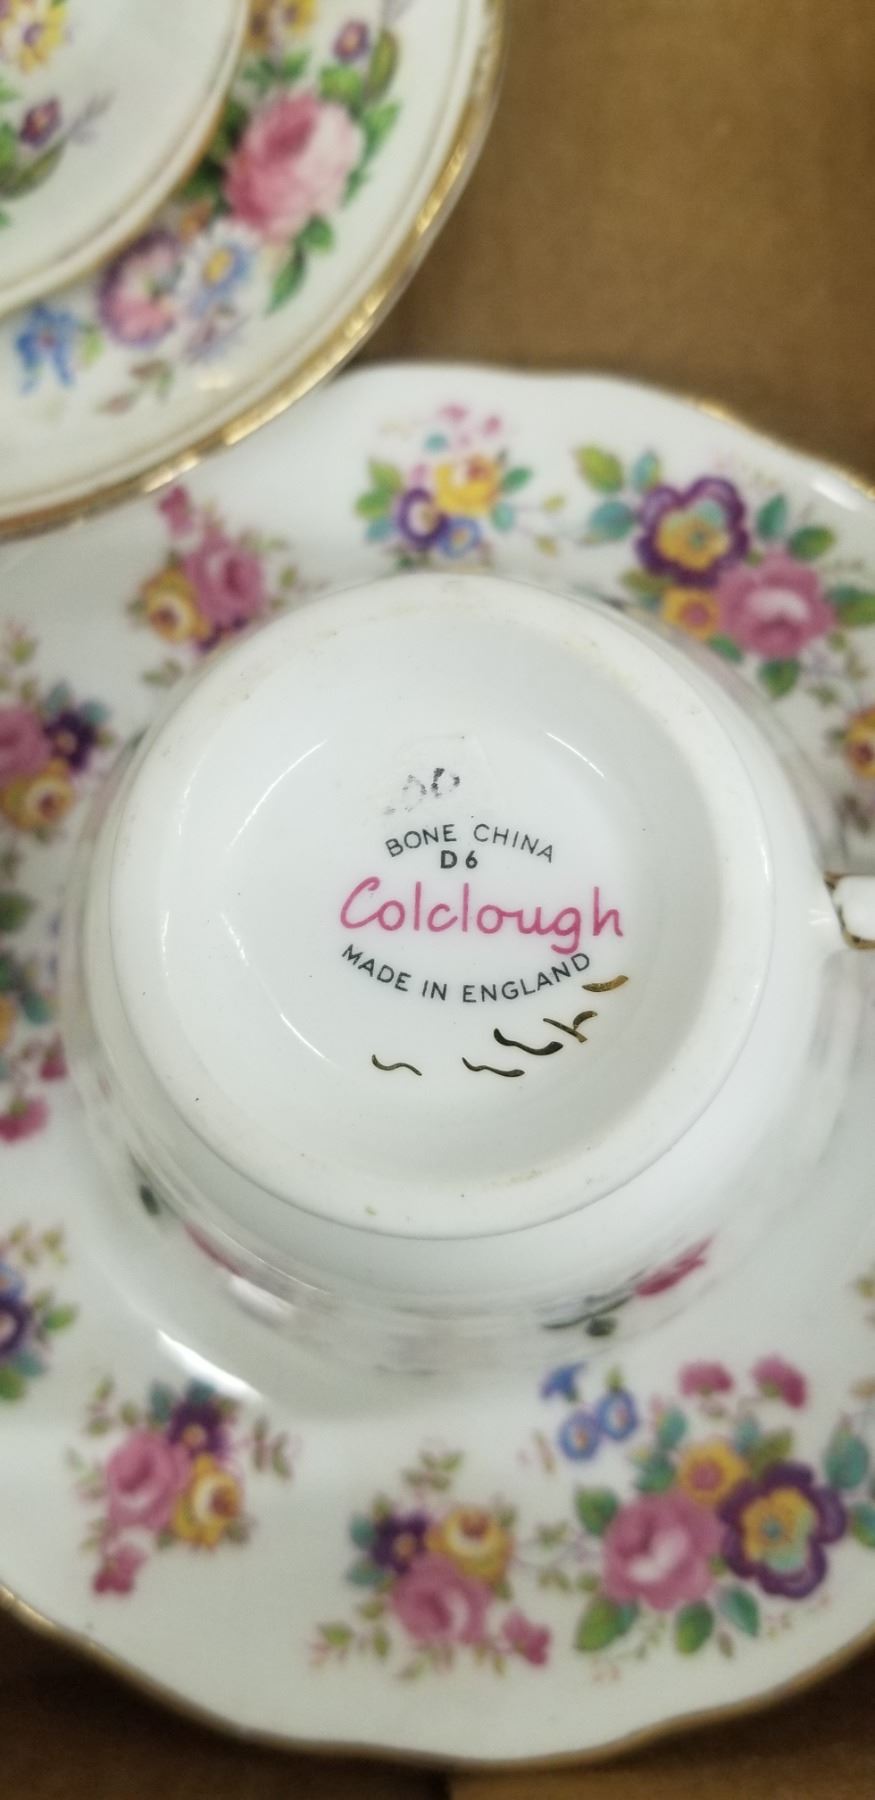 BONE CHINA
D6
Colclough
MADE IN ENGLAND